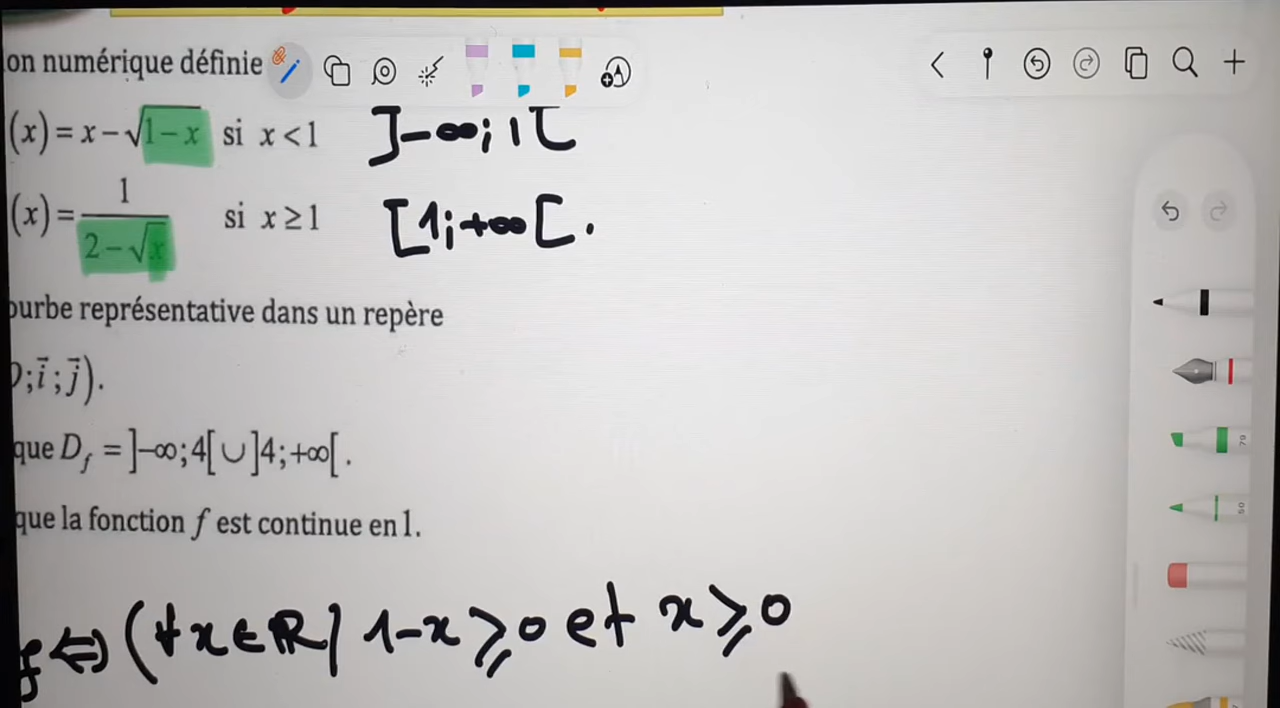 on numérique définie
(x) = x − √1−x si x < 1 ]−∞; 1[
(x) = 1/(2−√x) si x ≥ 1 [1; +∞[ .
ourbe représentative dans un repère
;i⃗ ; j⃗).
que D_f = ]−∞; 4[ ∪ ]4; +∞[ .
que la fonction f est continue en 1.
f ⇔ (∀x ∈ ℝ / 1−x ≥ 0 et x ≥ 0